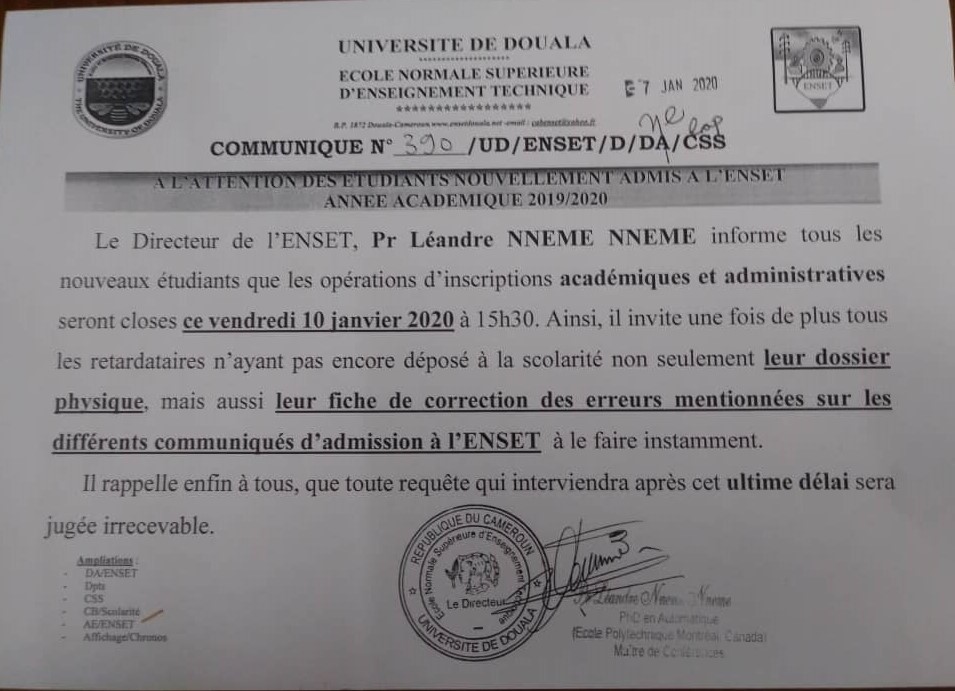 UNIVERSITE DE DOUALA
THE UNIVERSITY OF DOUALA
UNIVERSITE DE DOUALA
*******************
ECOLE NORMALE SUPERIEURE
D'ENSEIGNEMENT TECHNIQUE
*****************
B.P. 1872 Douala-Cameroun www.ensetdouala.net -email :
7 JAN 2020
ENSET
COMMUNIQUE N° 390 /UD/ENSET/D/DA/CSS
A L'ATTENTION DES ETUDIANTS NOUVELLEMENT ADMIS A L'ENSET
ANNEE ACADEMIQUE 2019/2020
Le Directeur de l'ENSET, Pr Léandre NNEME NNEME informe tous les
nouveaux étudiants que les opérations d'inscriptions académiques et administratives
seront closes ce vendredi 10 janvier 2020 à 15h30. Ainsi, il invite une fois de plus tous
les retardataires n'ayant pas encore déposé à la scolarité non seulement leur dossier
physique, mais aussi leur fiche de correction des erreurs mentionnées sur les
différents communiqués d'admission à l'ENSET à le faire instamment.
Il rappelle enfin à tous, que toute requête qui interviendra après cet ultime délai sera
jugée irrecevable.
Ampliations :
- DA/ENSET
- Dpts
- CSS
- CB/Scolarité
- AE/ENSET
- Affichage/Chronos
REPUBLIQUE DU CAMEROUN
Ecole Normale Supérieure d'Enseignement Technique
Le Directeur
UNIVERSITE DE DOUALA
Pr Léandre Nneme Nneme
PhD en Automatique
(Ecole Polytechnique Montréal, Canada)
Maître de Conférences